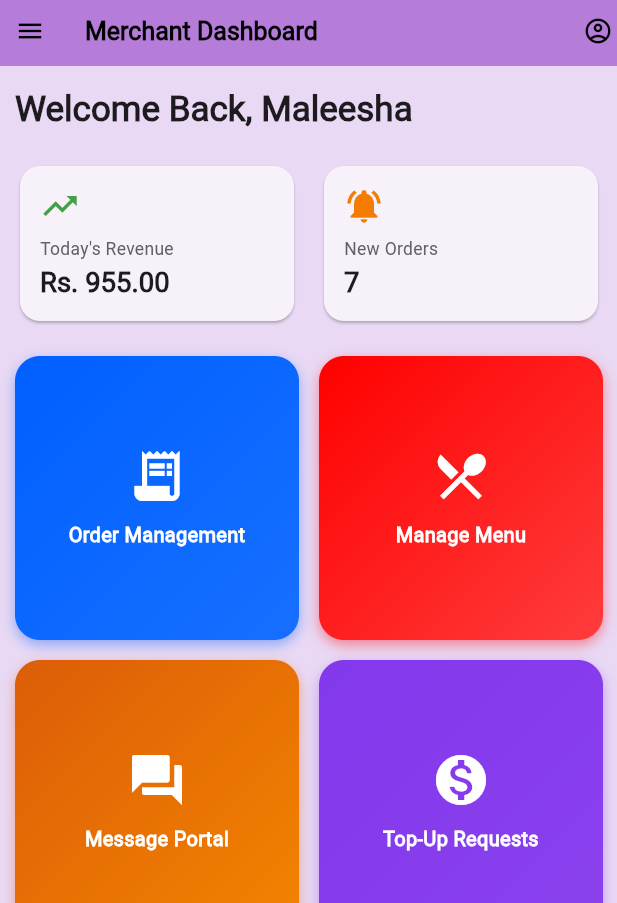 Merchant Dashboard
Welcome Back, Maleesha
Today's Revenue
Rs. 955.00
New Orders
7
Order Management
Manage Menu
Message Portal
Top-Up Requests